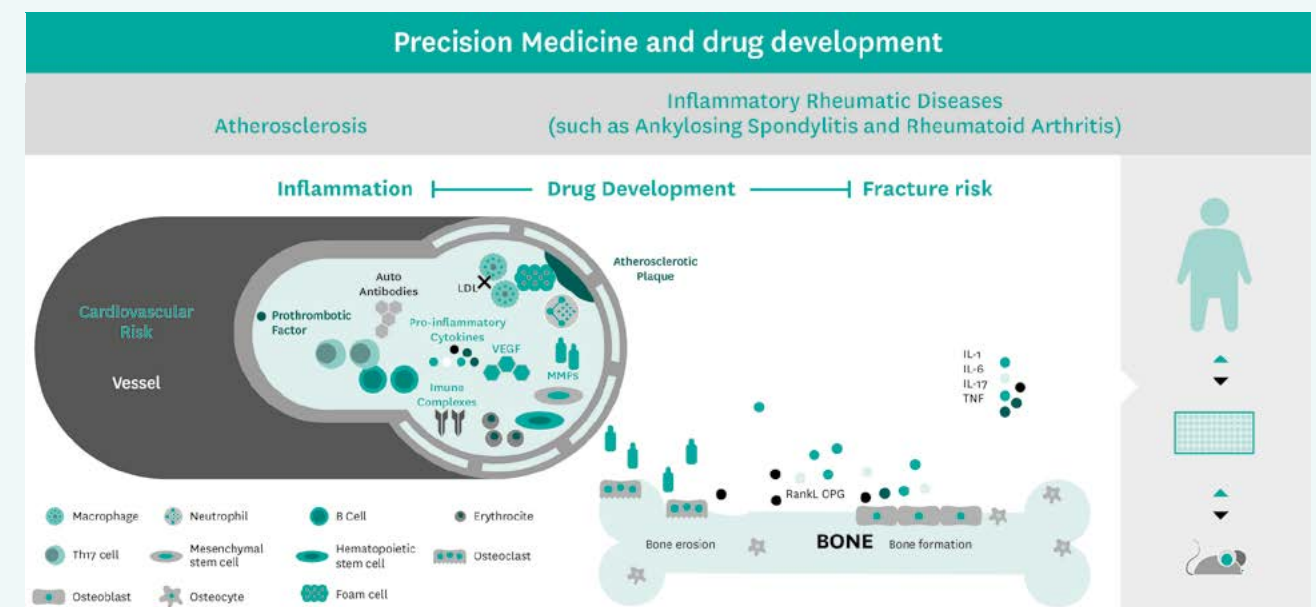 Precision Medicine and drug development
Atherosclerosis
Inflammatory Rheumatic Diseases
(such as Ankylosing Spondylitis and Rheumatoid Arthritis)
Inflammation
Drug Development
Fracture risk
Cardiovascular
Risk
Vessel
Prothrombotic
Factor
Auto
Antibodies
LDL
Pro-inflammatory
Cytokines
VEGF
MMPs
Imuno
Complexes
Atherosclerotic
Plaque
IL-1
IL-6
IL-17
TNF
RankL OPG
Bone erosion
BONE
Bone formation
Macrophage
Neutrophil
B Cell
Erythrocite
Th17 cell
Mesenchymal
stem cell
Hematopoietic
stem cell
Osteoclast
Osteoblast
Osteocyte
Foam cell